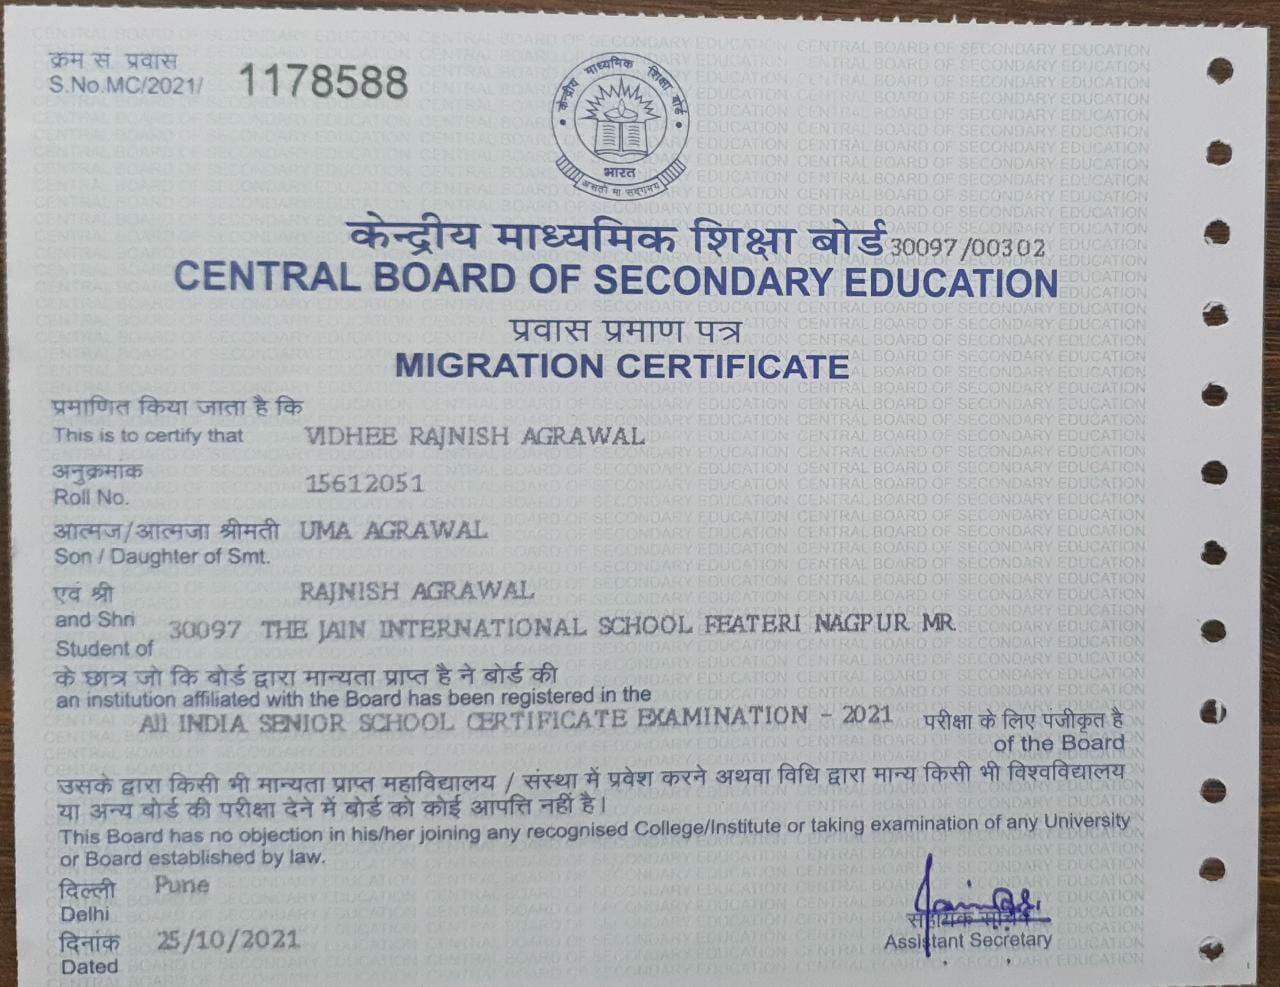 क्रम स. प्रवास
S.No.MC/2021/ 1178588
केन्द्रीय माध्यमिक शिक्षा बोर्ड
भारत
असतो मा सद्गमय
केन्द्रीय माध्यमिक शिक्षा बोर्ड 30097/00302
CENTRAL BOARD OF SECONDARY EDUCATION
प्रवास प्रमाण पत्र
MIGRATION CERTIFICATE
प्रमाणित किया जाता है कि
This is to certify that VIDHEE RAJNISH AGRAWAL
अनुक्रमाक
Roll No. 15612051
आत्मज/आत्मजा श्रीमती UMA AGRAWAL
Son / Daughter of Smt.
एवं श्री RAJNISH AGRAWAL
and Shri
30097 THE JAIN INTERNATIONAL SCHOOL FEATERI NAGPUR MR
Student of
के छात्र जो कि बोर्ड द्वारा मान्यता प्राप्त है ने बोर्ड की
an institution affiliated with the Board has been registered in the
All INDIA SENIOR SCHOOL CERTIFICATE EXAMINATION - 2021 परीक्षा के लिए पंजीकृत है
of the Board
उसके द्वारा किसी भी मान्यता प्राप्त महाविद्यालय / संस्था में प्रवेश करने अथवा विधि द्वारा मान्य किसी भी विश्वविद्यालय
या अन्य बोर्ड की परीक्षा देने में बोर्ड को कोई आपत्ति नहीं है।
This Board has no objection in his/her joining any recognised College/Institute or taking examination of any University
or Board established by law.
दिल्ली Pune
Delhi
सहायक सचिव
दिनांक 25/10/2021 Assistant Secretary
Dated